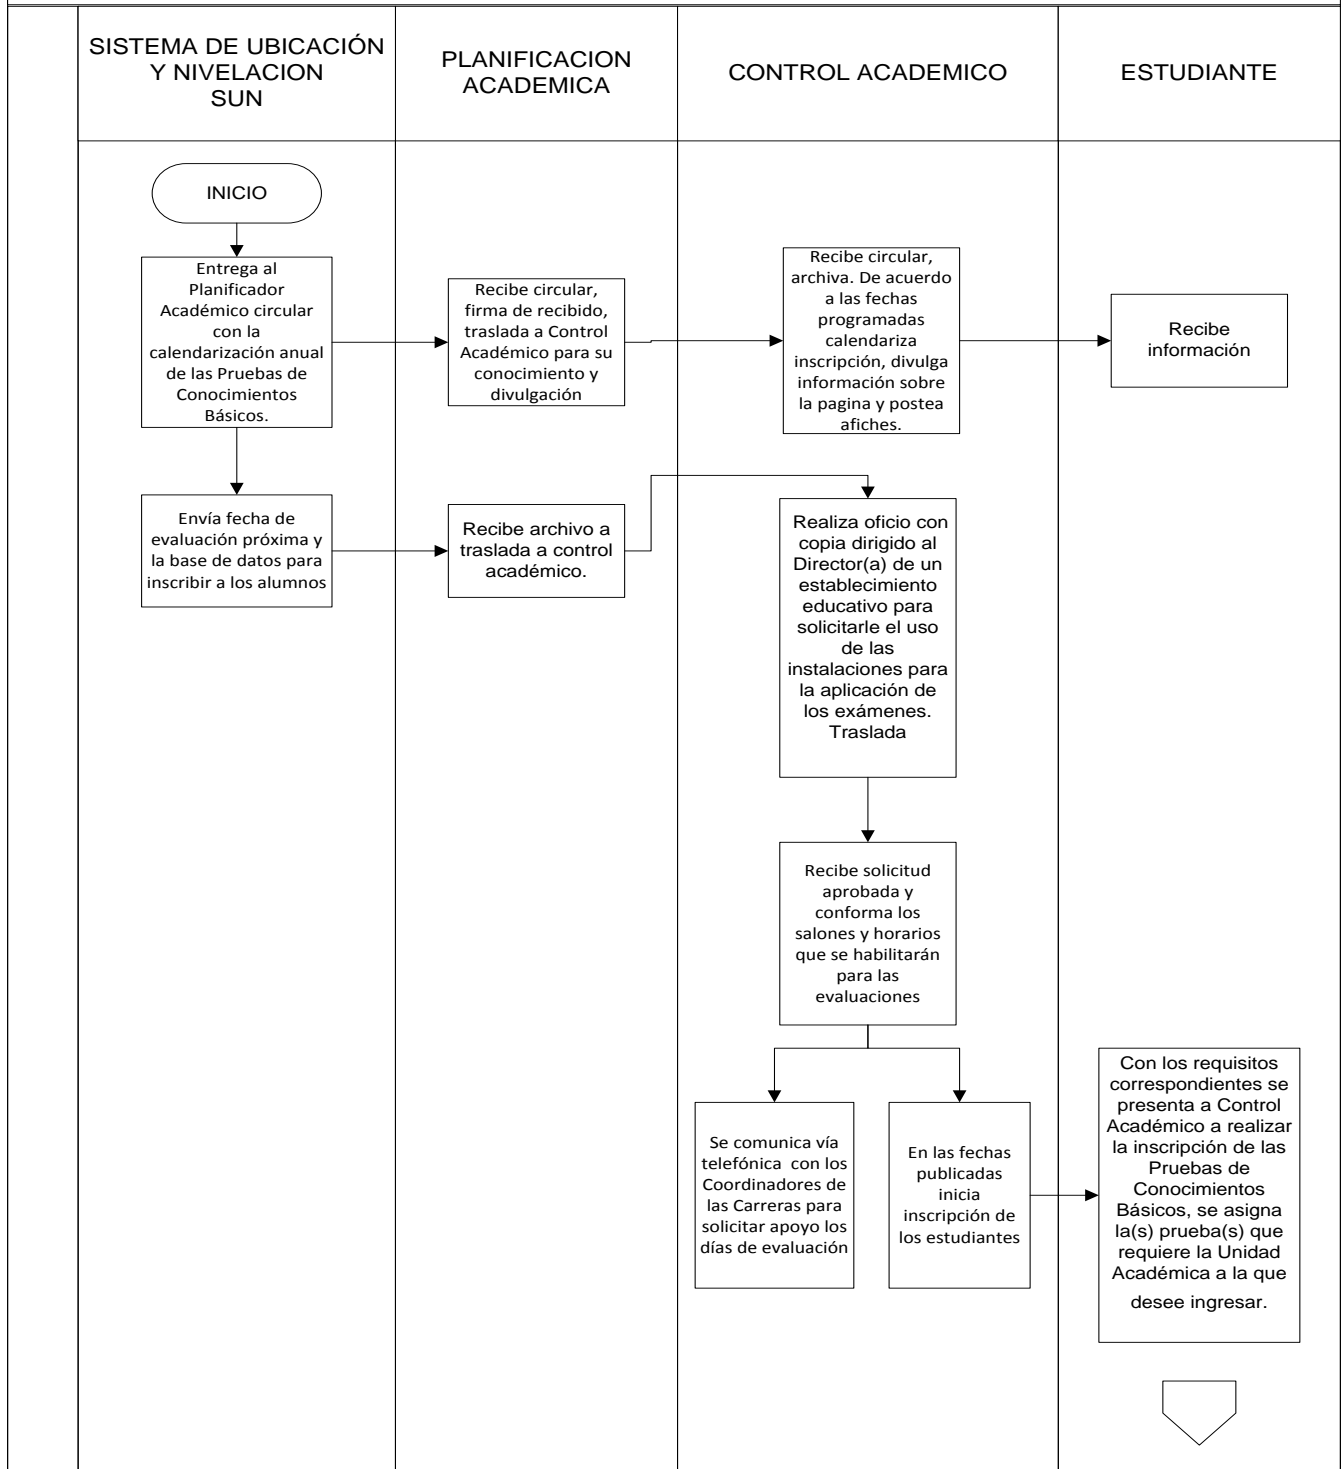 SISTEMA DE UBICACIÓN
Y NIVELACION
SUN
PLANIFICACION
ACADEMICA
CONTROL ACADEMICO
ESTUDIANTE
INICIO
Entrega al
Planificador
Académico circular
con la
calendarización anual
de las Pruebas de
Conocimientos
Básicos.
Recibe circular,
firma de recibido,
traslada a Control
Académico para su
conocimiento y
divulgación
Recibe circular,
archiva. De acuerdo
a las fechas
programadas
calendariza
inscripción, divulga
información sobre
la pagina y postea
afiches.
Recibe
información
Envía fecha de
evaluación próxima y
la base de datos para
inscribir a los alumnos
Recibe archivo a
traslada a control
académico.
Realiza oficio con
copia dirigido al
Director(a) de un
establecimiento
educativo para
solicitarle el uso
de las
instalaciones para
la aplicación de
los exámenes.
Traslada
Recibe solicitud
aprobada y
conforma los
salones y horarios
que se habilitarán
para las
evaluaciones
Se comunica vía
telefónica con los
Coordinadores de
las Carreras para
solicitar apoyo los
días de evaluación
En las fechas
publicadas
inicia
inscripción de
los estudiantes
Con los requisitos
correspondientes se
presenta a Control
Académico a realizar
la inscripción de las
Pruebas de
Conocimientos
Básicos, se asigna
la(s) prueba(s) que
requiere la Unidad
Académica a la que
desee ingresar.